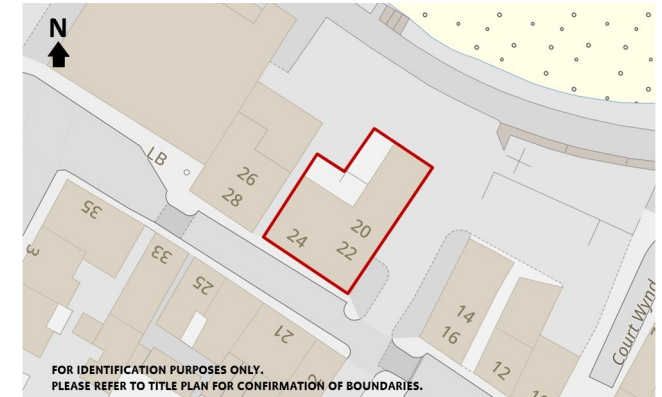 N
LB
26
28
35
33
3
25
21
24
20
22
14
16
12
Court Wynd
FOR IDENTIFICATION PURPOSES ONLY.
PLEASE REFER TO TITLE PLAN FOR CONFIRMATION OF BOUNDARIES.